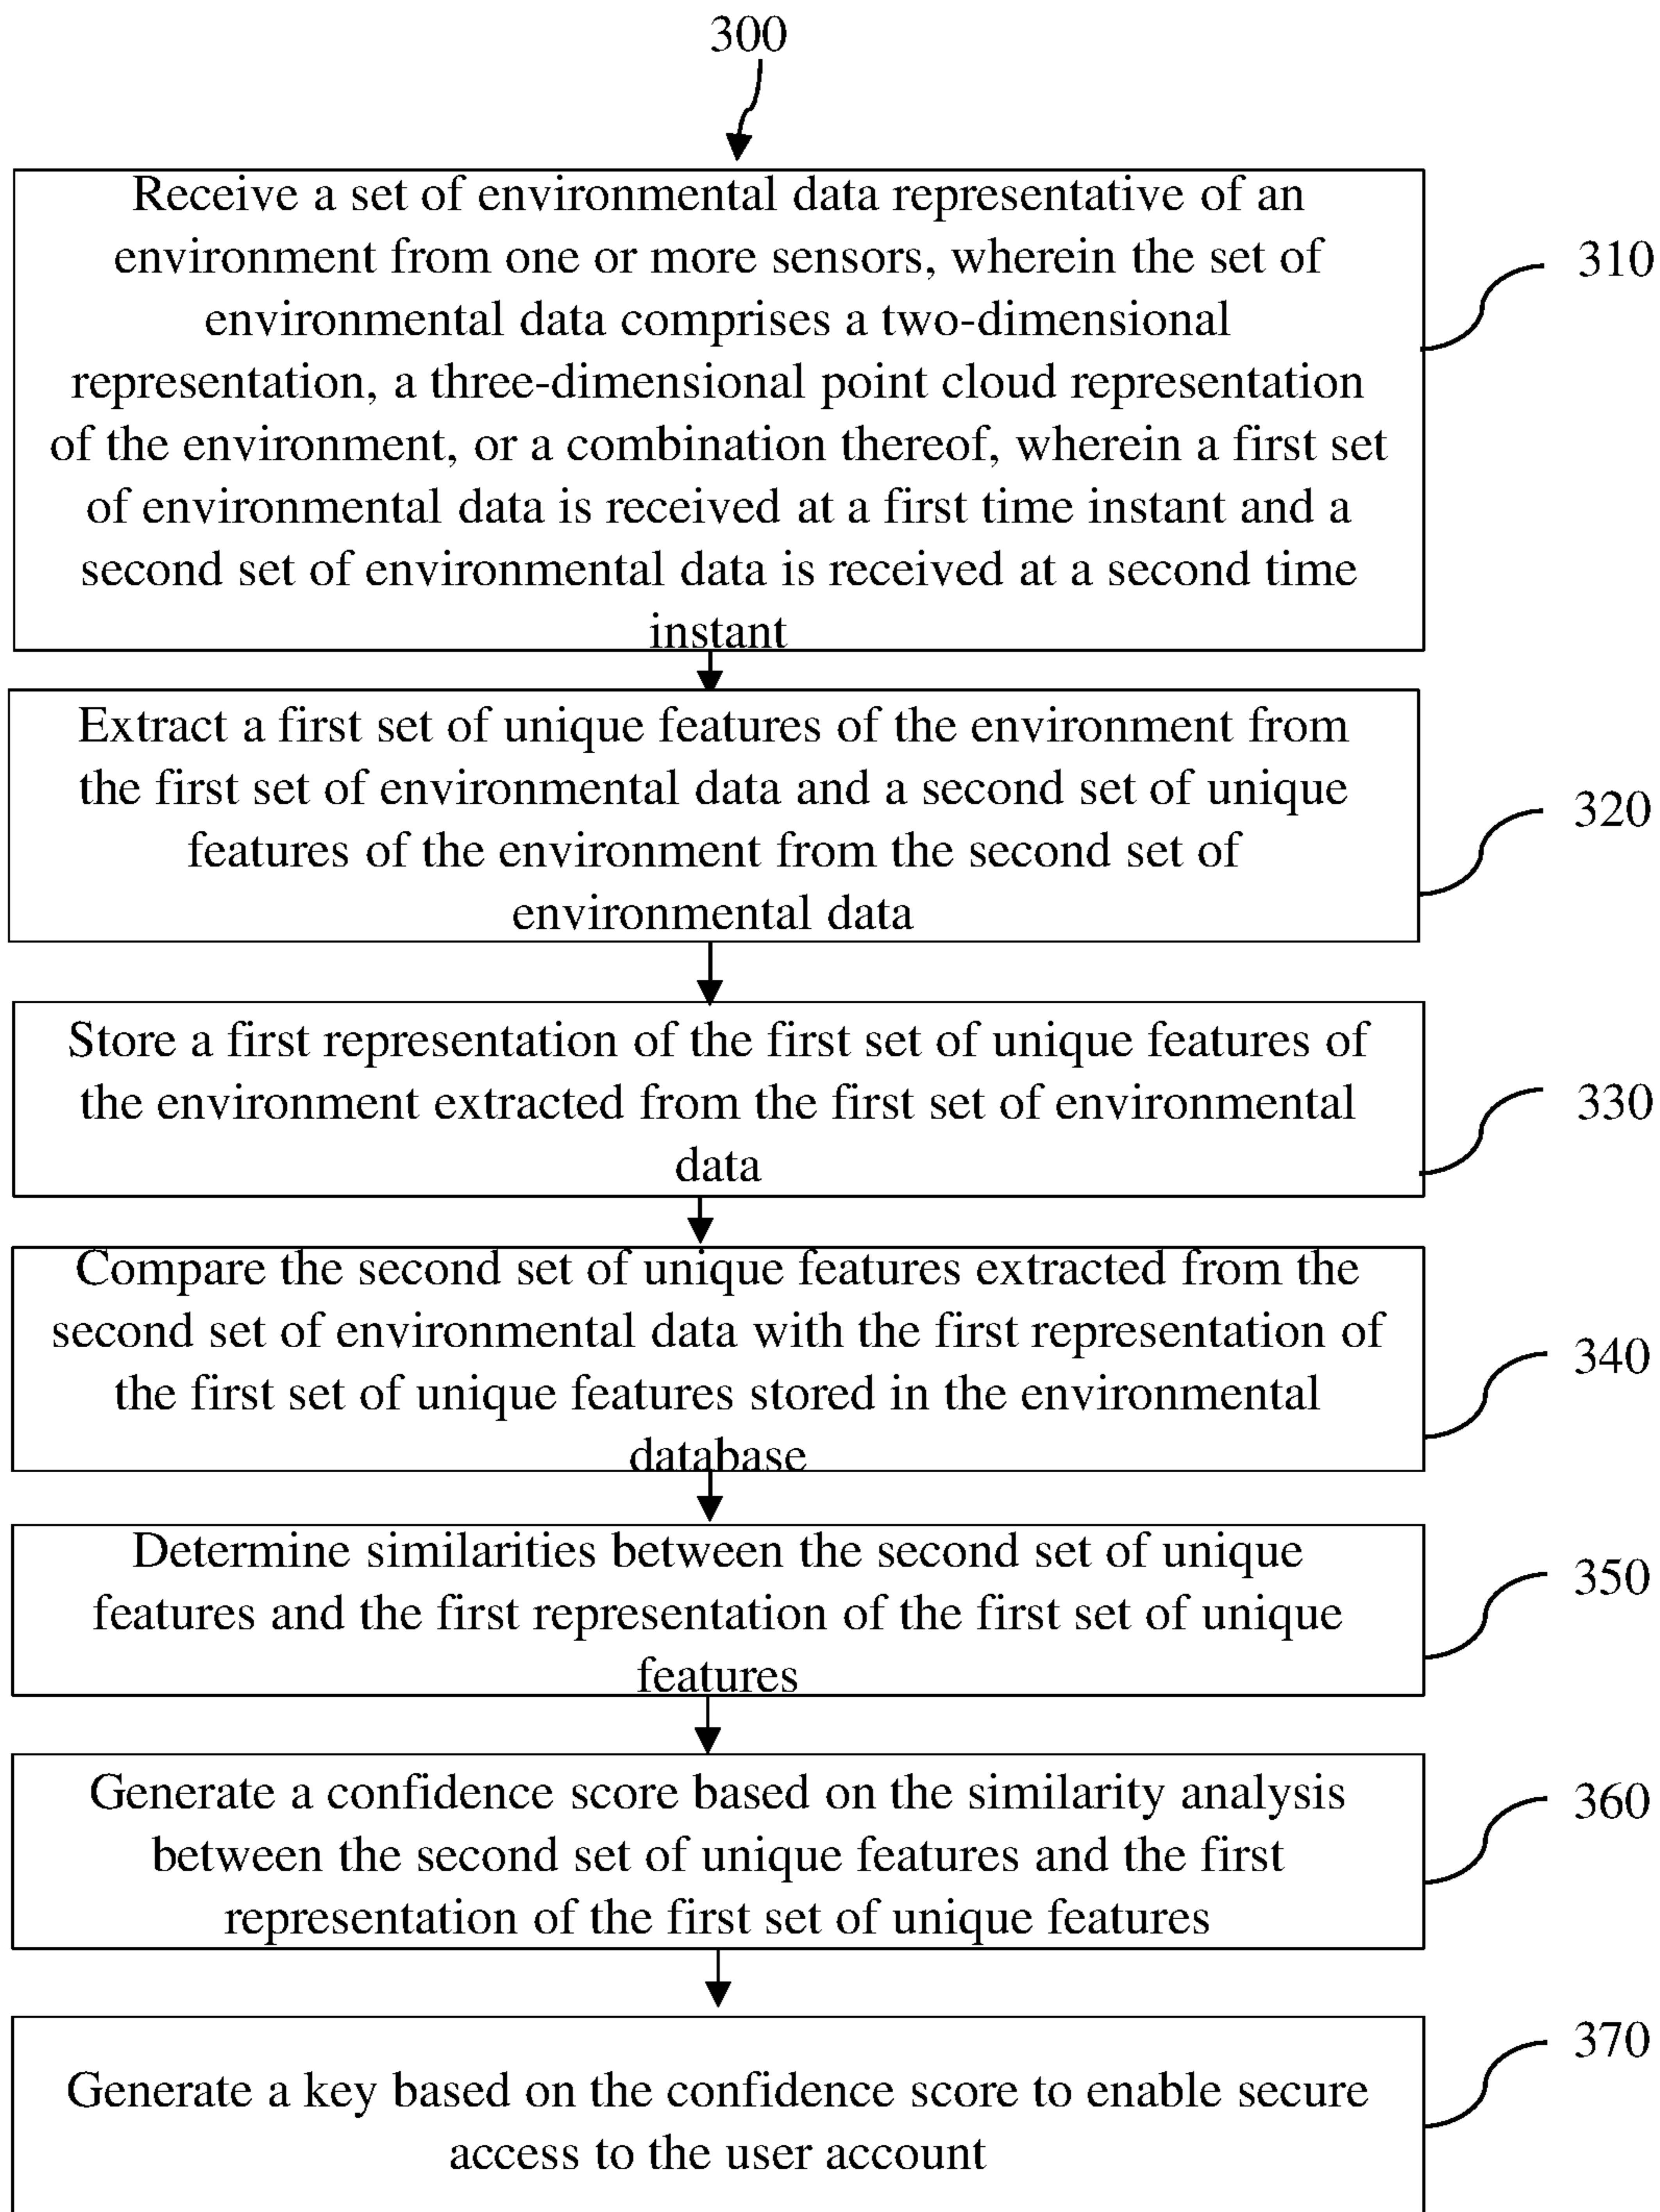 300
Receive a set of environmental data representative of an
environment from one or more sensors, wherein the set of
environmental data comprises a two-dimensional
representation, a three-dimensional point cloud representation
of the environment, or a combination thereof, wherein a first set
of environmental data is received at a first time instant and a
second set of environmental data is received at a second time
instant
310
Extract a first set of unique features of the environment from
the first set of environmental data and a second set of unique
features of the environment from the second set of
environmental data
320
Store a first representation of the first set of unique features of
the environment extracted from the first set of environmental
data
330
Compare the second set of unique features extracted from the
second set of environmental data with the first representation of
the first set of unique features stored in the environmental
database
340
Determine similarities between the second set of unique
features and the first representation of the first set of unique
features
350
Generate a confidence score based on the similarity analysis
between the second set of unique features and the first
representation of the first set of unique features
360
Generate a key based on the confidence score to enable secure
access to the user account
370